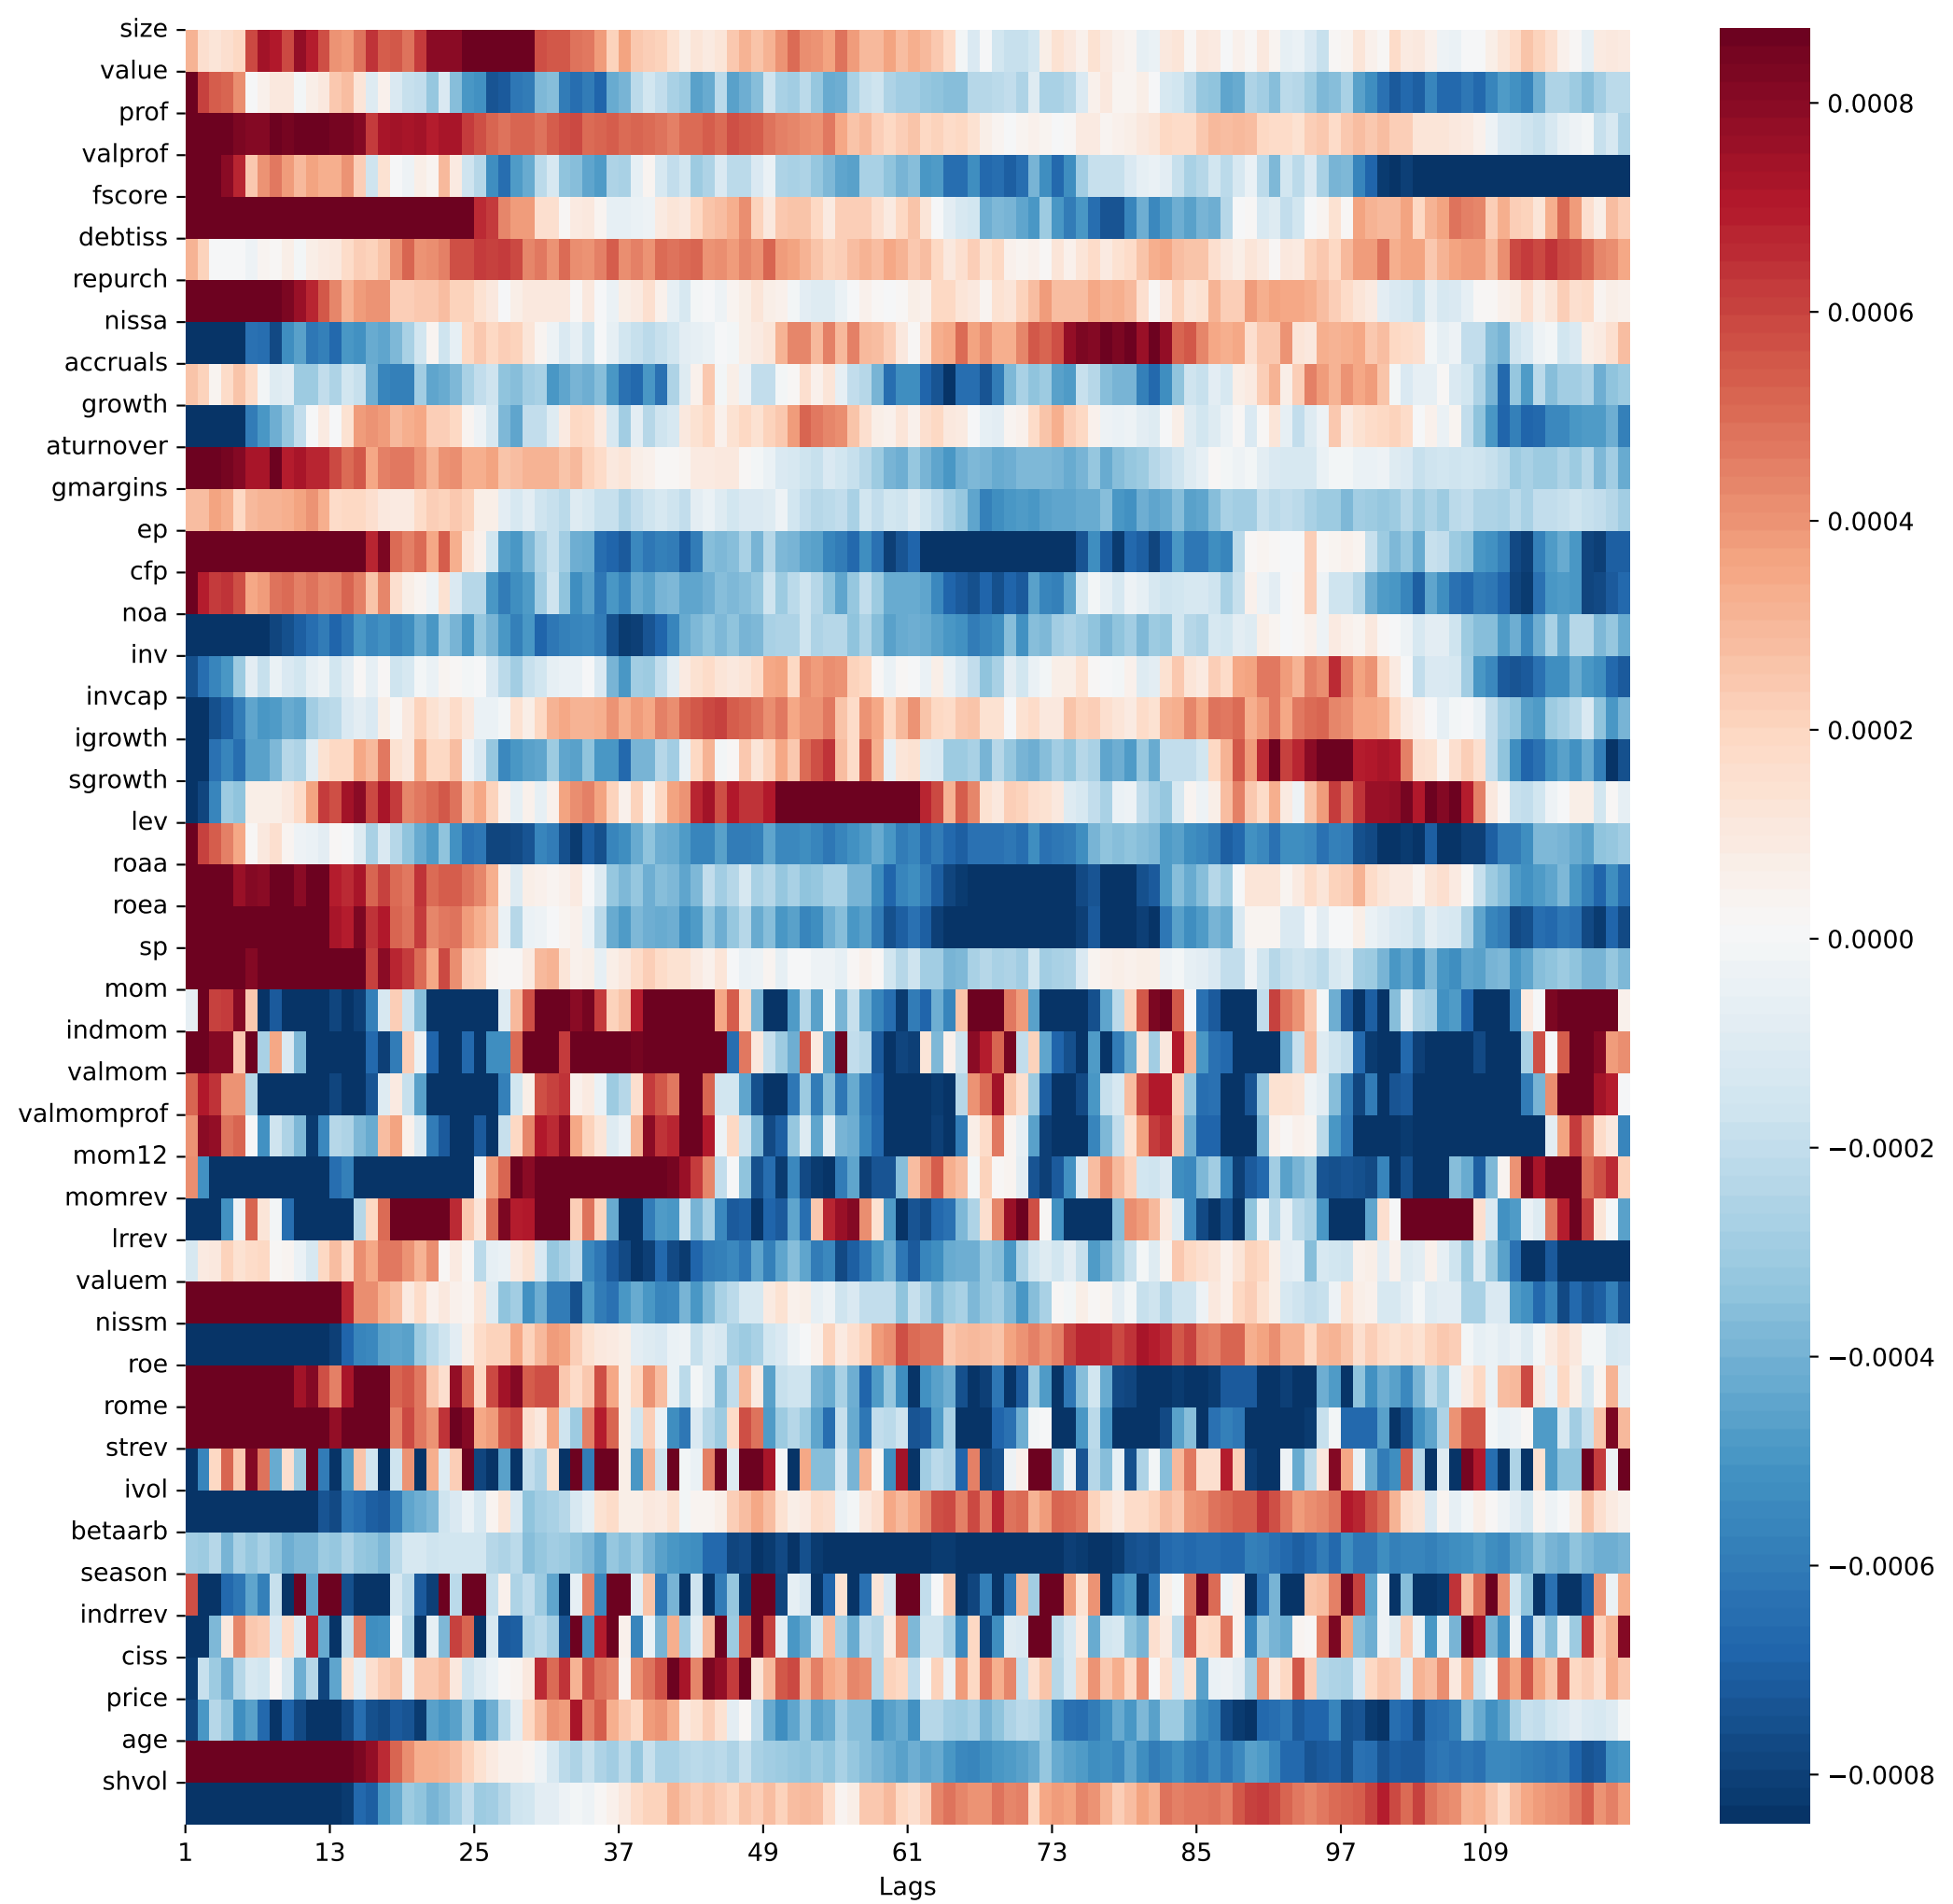 size
value
prof
valprof
fscore
debtiss
repurch
nissa
accruals
growth
aturnover
gmargins
ep
cfp
noa
inv
invcap
igrowth
sgrowth
lev
roaa
roea
sp
mom
indmom
valmom
valmomprof
mom12
momrev
lrrev
valuem
nissm
roe
rome
strev
ivol
betaarb
season
indrrev
ciss
price
age
shvol
1 13 25 37 49 61 73 85 97 109
Lags
0.0008
0.0006
0.0004
0.0002
0.0000
−0.0002
−0.0004
−0.0006
−0.0008